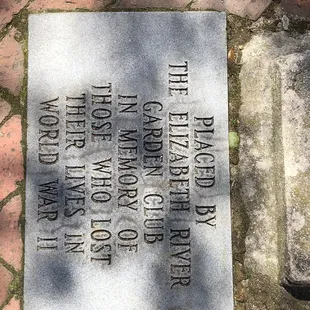 PLACED BY
THE ELIZABETH RIVER
GARDEN CLUB
IN MEMORY OF
THOSE WHO LOST
THEIR LIVES IN
WORLD WAR II